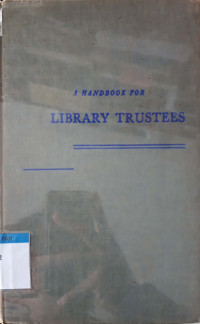 A HANDBOOK FOR
LIBRARY TRUSTEES